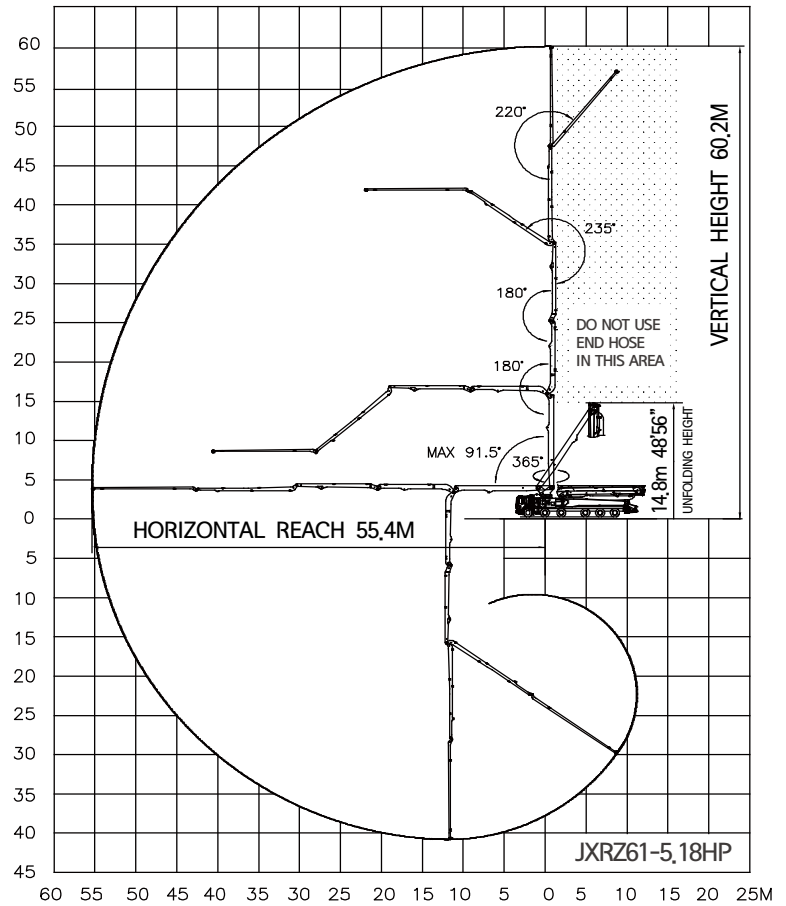 60
55
50
45
40
35
30
25
20
15
10
5
0
5
10
15
20
25
30
35
40
45
220°
235°
180°
180°
MAX 91.5°
365°
DO NOT USE
END HOSE
IN THIS AREA
VERTICAL HEIGHT 60.2M
14.8m 48'56"
UNFOLDING HEIGHT
HORIZONTAL REACH 55.4M
JXRZ61-5.18HP
60 55 50 45 40 35 30 25 20 15 10 5 0 5 10 15 20 25M